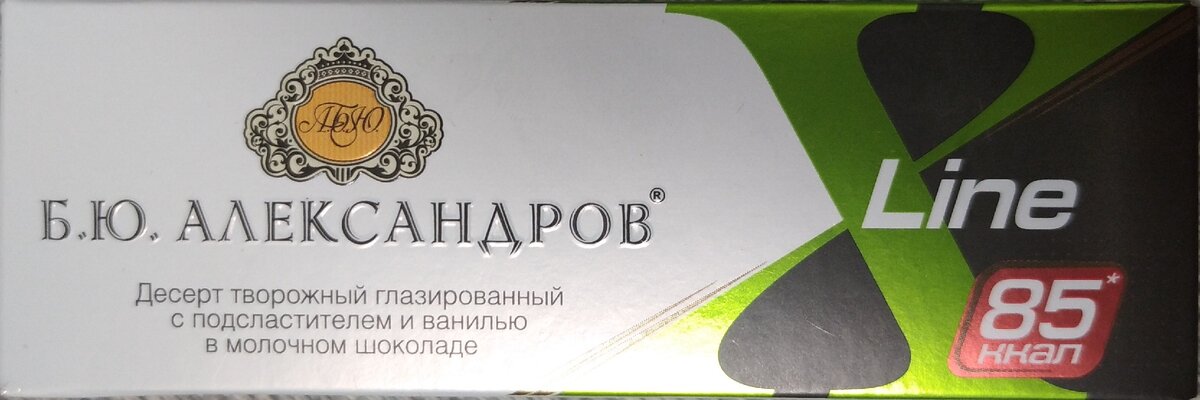 А.Б.Ю.
Б.Ю. АЛЕКСАНДРОВ®
Десерт творожный глазированный
с подсластителем и ванилью
в молочном шоколаде
X Line
85*
ккал